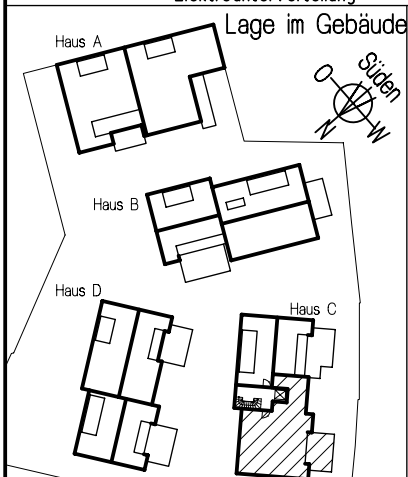 Lage im Gebäude
Haus A
Süden
O
N
W
Haus B
Haus D
Haus C